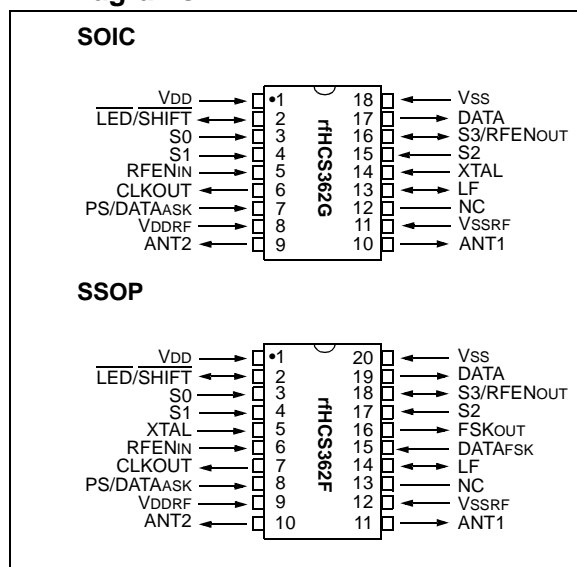 SOIC
VDD •1 18 VSS
LED/SHIFT 2 17 DATA
S0 3 16 S3/RFENOUT
S1 4 15 S2
RFENIN 5 14 XTAL
CLKOUT 6 13 LF
PS/DATAASK 7 12 NC
VDDRF 8 11 VSSRF
ANT2 9 10 ANT1
rfHCS362G
SSOP
VDD •1 20 VSS
LED/SHIFT 2 19 DATA
S0 3 18 S3/RFENOUT
S1 4 17 S2
XTAL 5 16 FSKOUT
RFENIN 6 15 DATAFSK
CLKOUT 7 14 LF
PS/DATAASK 8 13 NC
VDDRF 9 12 VSSRF
ANT2 10 11 ANT1
rfHCS362F